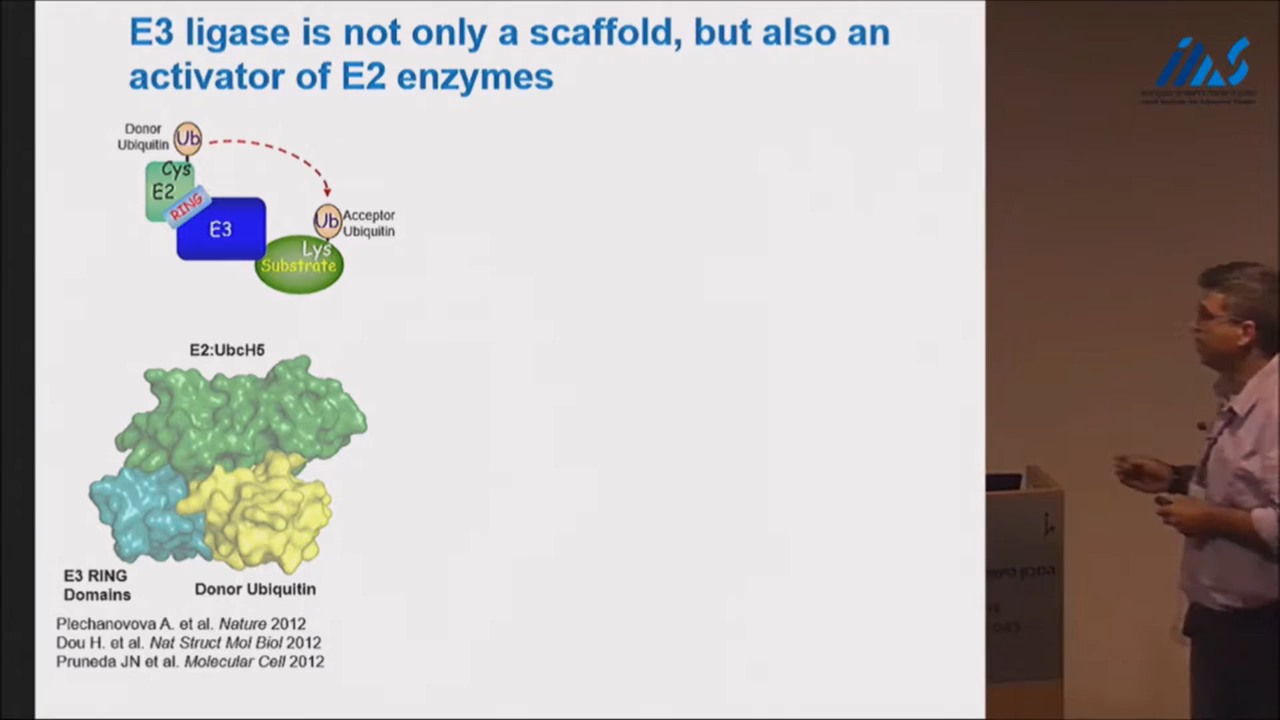 E3 ligase is not only a scaffold, but also an
activator of E2 enzymes
Donor
Ubiquitin
Ub
Cys
E2
RING
E3
Ub
Acceptor
Ubiquitin
Lys
Substrate
E2:UbcH5
E3 RING
Domains
Donor Ubiquitin
Plechanovova A. et al. Nature 2012
Dou H. et al. Nat Struct Mol Biol 2012
Pruneda JN et al. Molecular Cell 2012